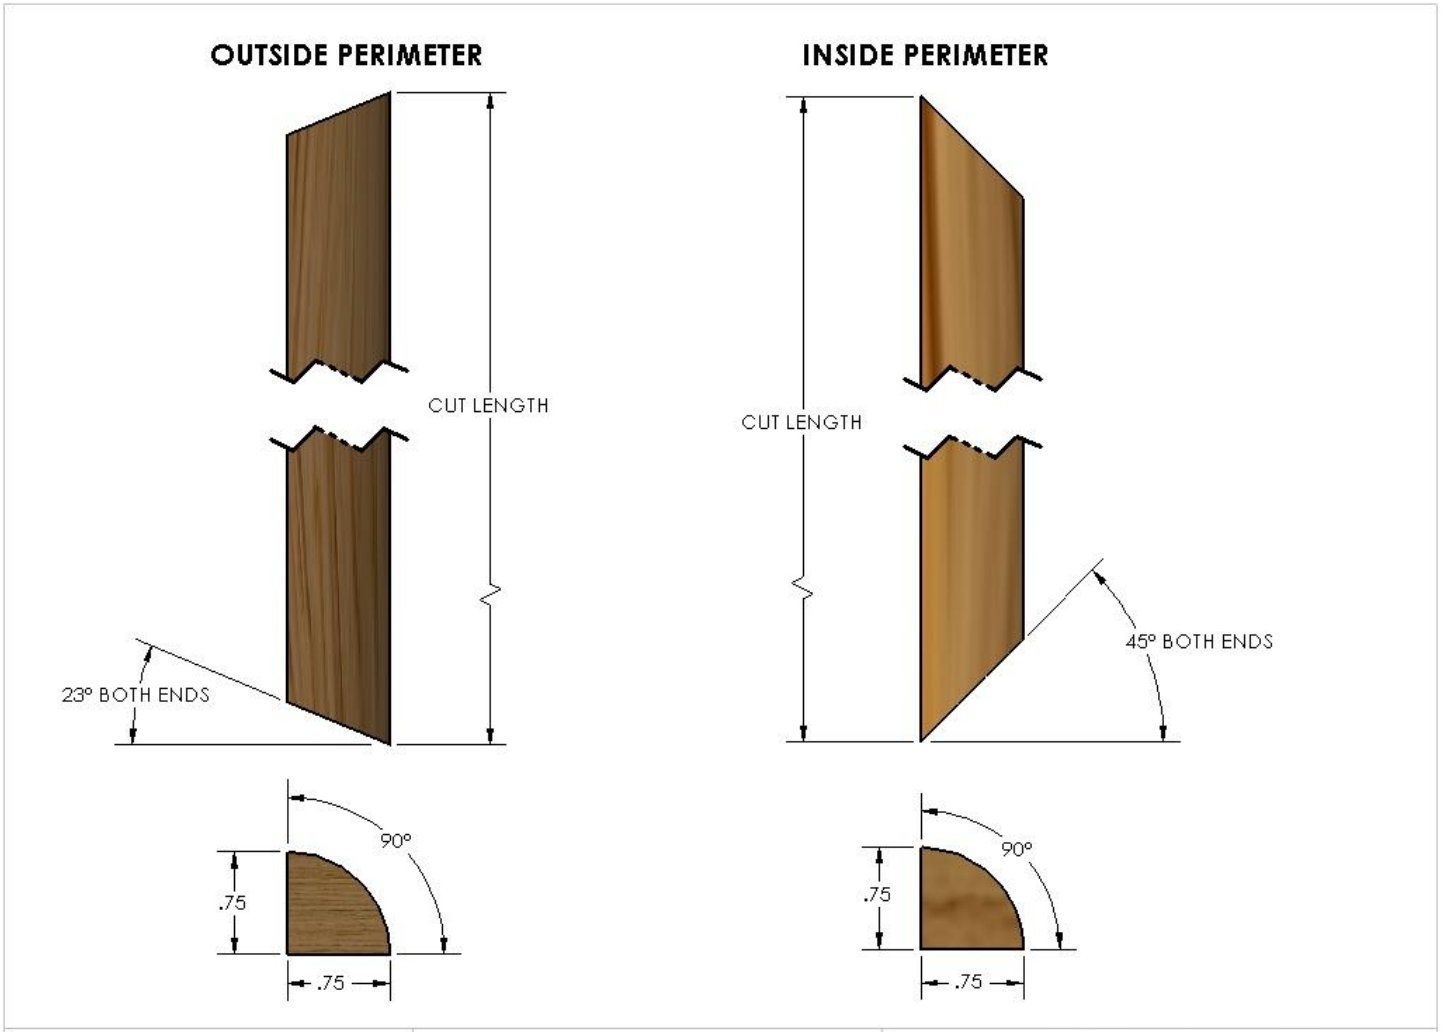 OUTSIDE PERIMETER
INSIDE PERIMETER
CUT LENGTH
CUT LENGTH
23° BOTH ENDS
45° BOTH ENDS
90°
.75
.75
90°
.75
.75